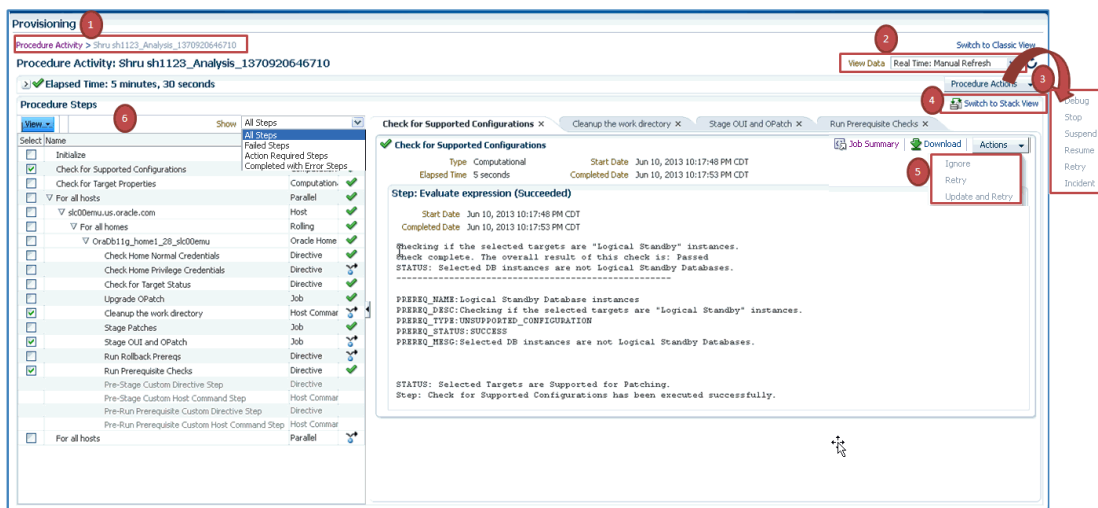 Provisioning 1
Procedure Activity > Shru sh1123_Analysis_1370920646710
2
Switch to Classic View
Procedure Activity: Shru sh1123_Analysis_1370920646710
View Data Real Time: Manual Refresh
Elapsed Time: 5 minutes, 30 seconds
Procedure Actions 3
Debug
Stop
Suspend
Resume
Retry
Incident
Procedure Steps
4 Switch to Stack View
View
6
Show All Steps
All Steps
Failed Steps
Action Required Steps
Completed with Error Steps
Select Name
Initialize
Check for Supported Configurations
Check for Target Properties Computation
For all hosts Parallel
slc00emu.us.oracle.com Host
For all homes Rolling
OraDb11g_home1_28_slc00emu Oracle Home
Check Home Normal Credentials Directive
Check Home Privilege Credentials Directive
Check for Target Status Directive
Upgrade OPatch Job
Cleanup the work directory Host Commar
Stage Patches Job
Stage OUI and OPatch Job
Run Rollback Prereqs Directive
Run Prerequisite Checks Directive
Pre-Stage Custom Directive Step Directive
Pre-Stage Custom Host Command Step Host Commar
Pre-Run Prerequisite Custom Directive Step Directive
Pre-Run Prerequisite Custom Host Command Step Host Commar
For all hosts Parallel
Check for Supported Configurations × Cleanup the work directory × Stage OUI and OPatch × Run Prerequisite Checks ×
Check for Supported Configurations
Job Summary Download Actions
5
Ignore
Retry
Update and Retry
Type Computational Start Date Jun 10, 2013 10:17:48 PM CDT
Elapsed Time 5 seconds Completed Date Jun 10, 2013 10:17:53 PM CDT
Step: Evaluate expression (Succeeded)
Start Date Jun 10, 2013 10:17:48 PM CDT
Completed Date Jun 10, 2013 10:17:53 PM CDT
Checking if the selected targets are "Logical Standby" instances.
Check complete. The overall result of this check is: Passed
STATUS: Selected DB instances are not Logical Standby Databases.
------------------------------------------------------
PREREQ_NAME:Logical Standby Database instances
PREREQ_DESC:Checking if the selected targets are "Logical Standby" instances.
PREREQ_TYPE:UNSUPPORTED_CONFIGURATION
PREREQ_STATUS:SUCCESS
PREREQ_MESG:Selected DB instances are not Logical Standby Databases.
STATUS: Selected Targets are Supported for Patching.
Step: Check for Supported Configurations has been executed successfully.